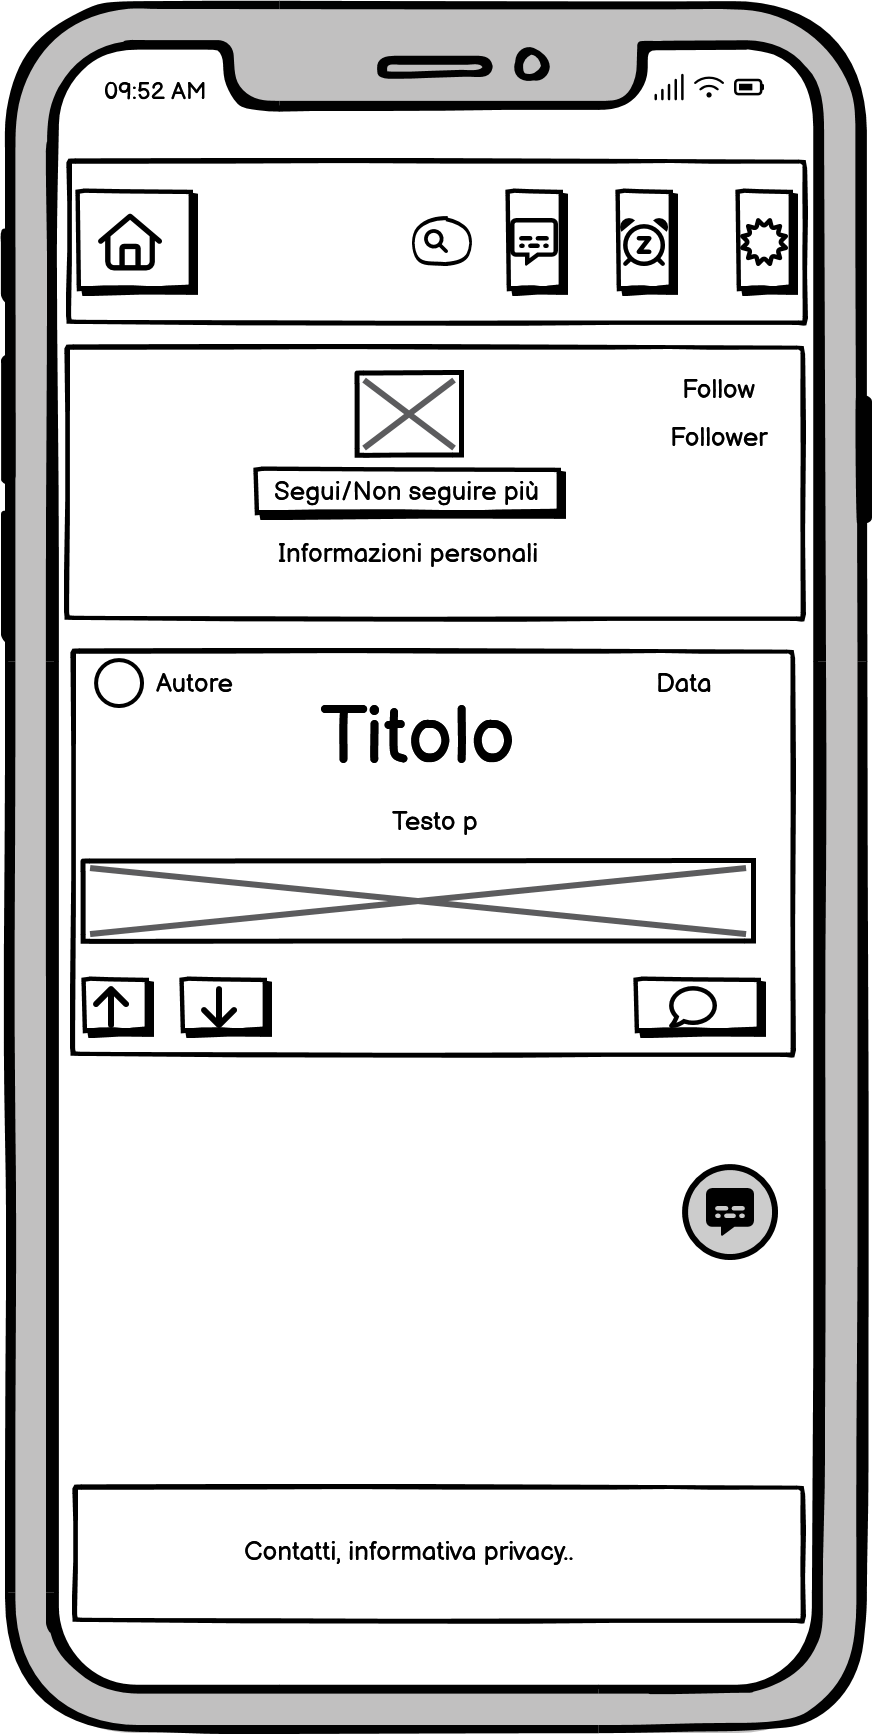 09:52 AM
Z
Follow
Follower
Segui/Non seguire più
Informazioni personali
Autore
Data
Titolo
Testo p
Contatti, informativa privacy..